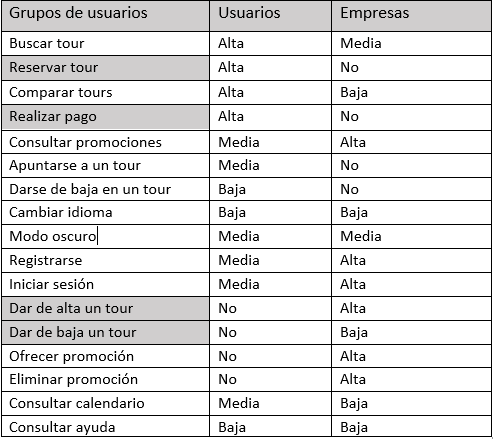 Grupos de usuarios Usuarios Empresas
Buscar tour Alta Media
Reservar tour Alta No
Comparar tours Alta Baja
Realizar pago Alta No
Consultar promociones Media Alta
Apuntarse a un tour Media No
Darse de baja en un tour Baja No
Cambiar idioma Baja Baja
Modo oscuro Media Media
Registrarse Media Alta
Iniciar sesión Media Alta
Dar de alta un tour No Alta
Dar de baja un tour No Baja
Ofrecer promoción No Alta
Eliminar promoción No Alta
Consultar calendario Media Baja
Consultar ayuda Baja Baja